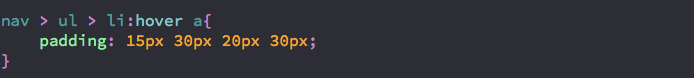 nav > ul > li:hover a{
    padding: 15px 30px 20px 30px;
}